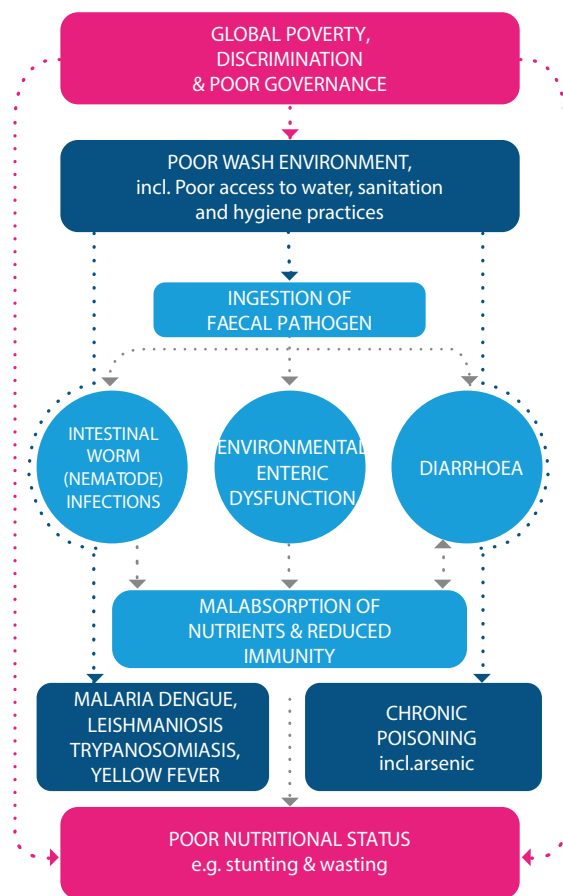 GLOBAL POVERTY,
DISCRIMINATION
& POOR GOVERNANCE
POOR WASH ENVIRONMENT,
incl. Poor access to water, sanitation
and hygiene practices
INGESTION OF
FAECAL PATHOGEN
INTESTINAL
WORM
(NEMATODE)
INFECTIONS
ENVIRONMENTAL
ENTERIC
DYSFUNCTION
DIARRHOEA
MALABSORPTION OF
NUTRIENTS & REDUCED
IMMUNITY
MALARIA DENGUE,
LEISHMANIOSIS
TRYPANOSOMIASIS,
YELLOW FEVER
CHRONIC
POISONING
incl.arsenic
POOR NUTRITIONAL STATUS
e.g. stunting & wasting